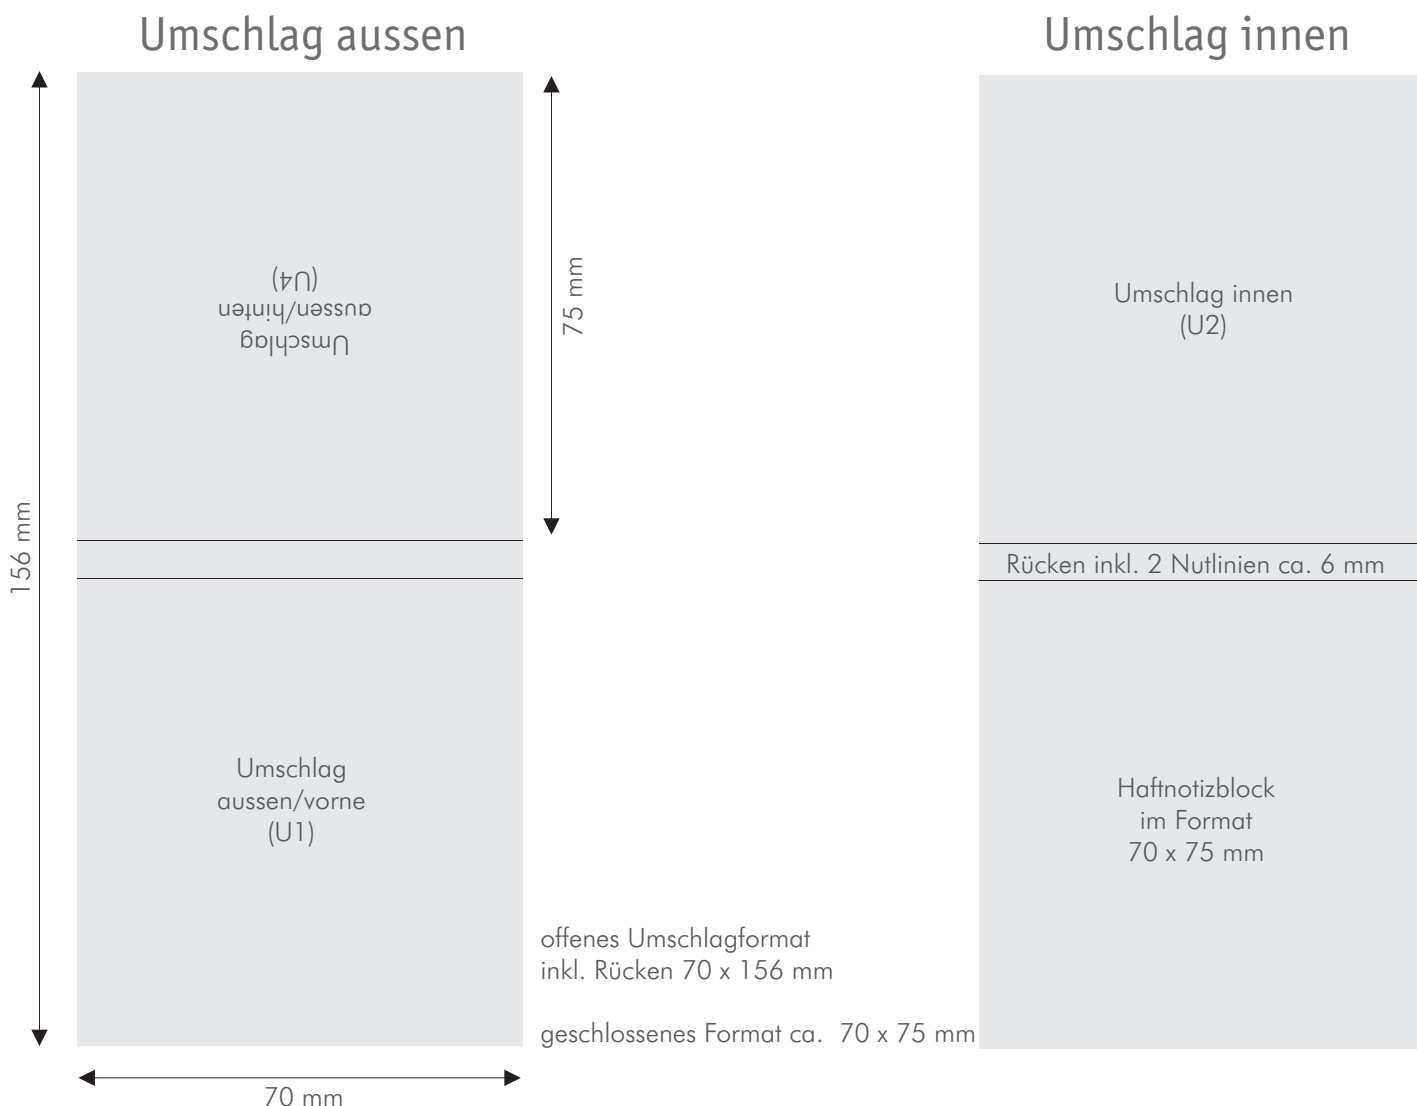 Umschlag aussen
156 mm
Umschlag
aussen/hinten
(U4)
75 mm
Umschlag
aussen/vorne
(U1)
70 mm
offenes Umschlagformat
inkl. Rücken 70 x 156 mm
geschlossenes Format ca. 70 x 75 mm
Umschlag innen
Umschlag innen
(U2)
Rücken inkl. 2 Nutlinien ca. 6 mm
Haftnotizblock
im Format
70 x 75 mm